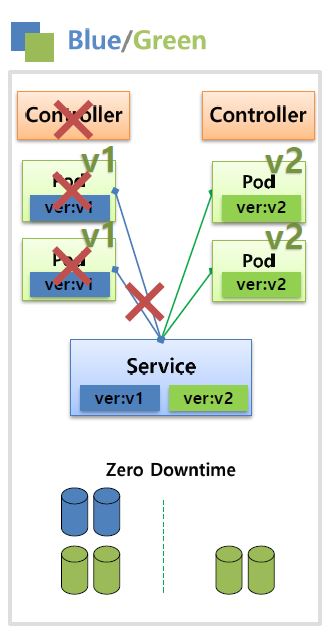 Blue/Green
Controller
Controller
v1
Pod
ver:v1
v2
Pod
ver:v2
v1
Pod
ver:v1
v2
Pod
ver:v2
Service
ver:v1
ver:v2
Zero Downtime